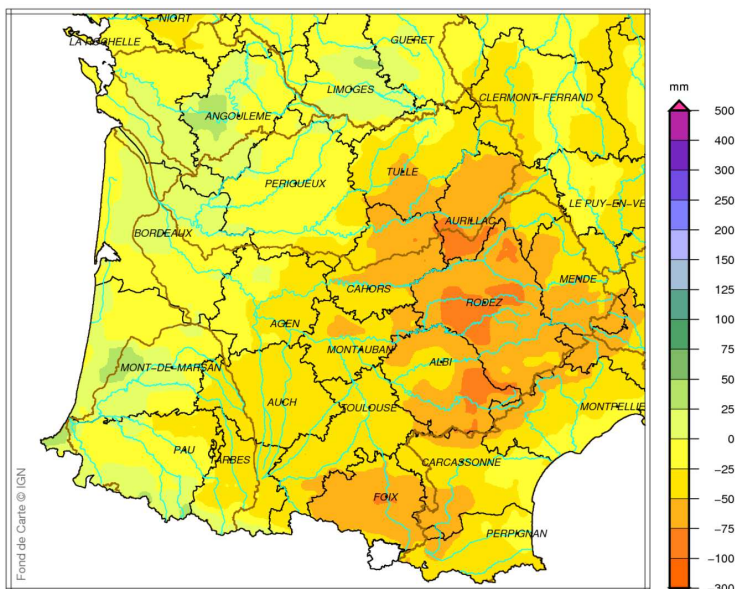 NIORT
LA ROCHELLE
GUERET
LIMOGES
CLERMONT-FERRAND
ANGOULEME
PERIGUEUX
TULLE
LE PUY-EN-VE
AURILLAC
BORDEAUX
CAHORS
MENDE
RODEZ
AGEN
MONTAUBAN
ALBI
MONT-DE-MARSAN
AUCH
TOULOUSE
MONTPELLIE
PAU
TARBES
CARCASSONNE
FOIX
PERPIGNAN
Fond de Carte © IGN
mm
500
400
300
250
200
150
125
100
75
50
25
0
-25
-50
-75
-100
-300